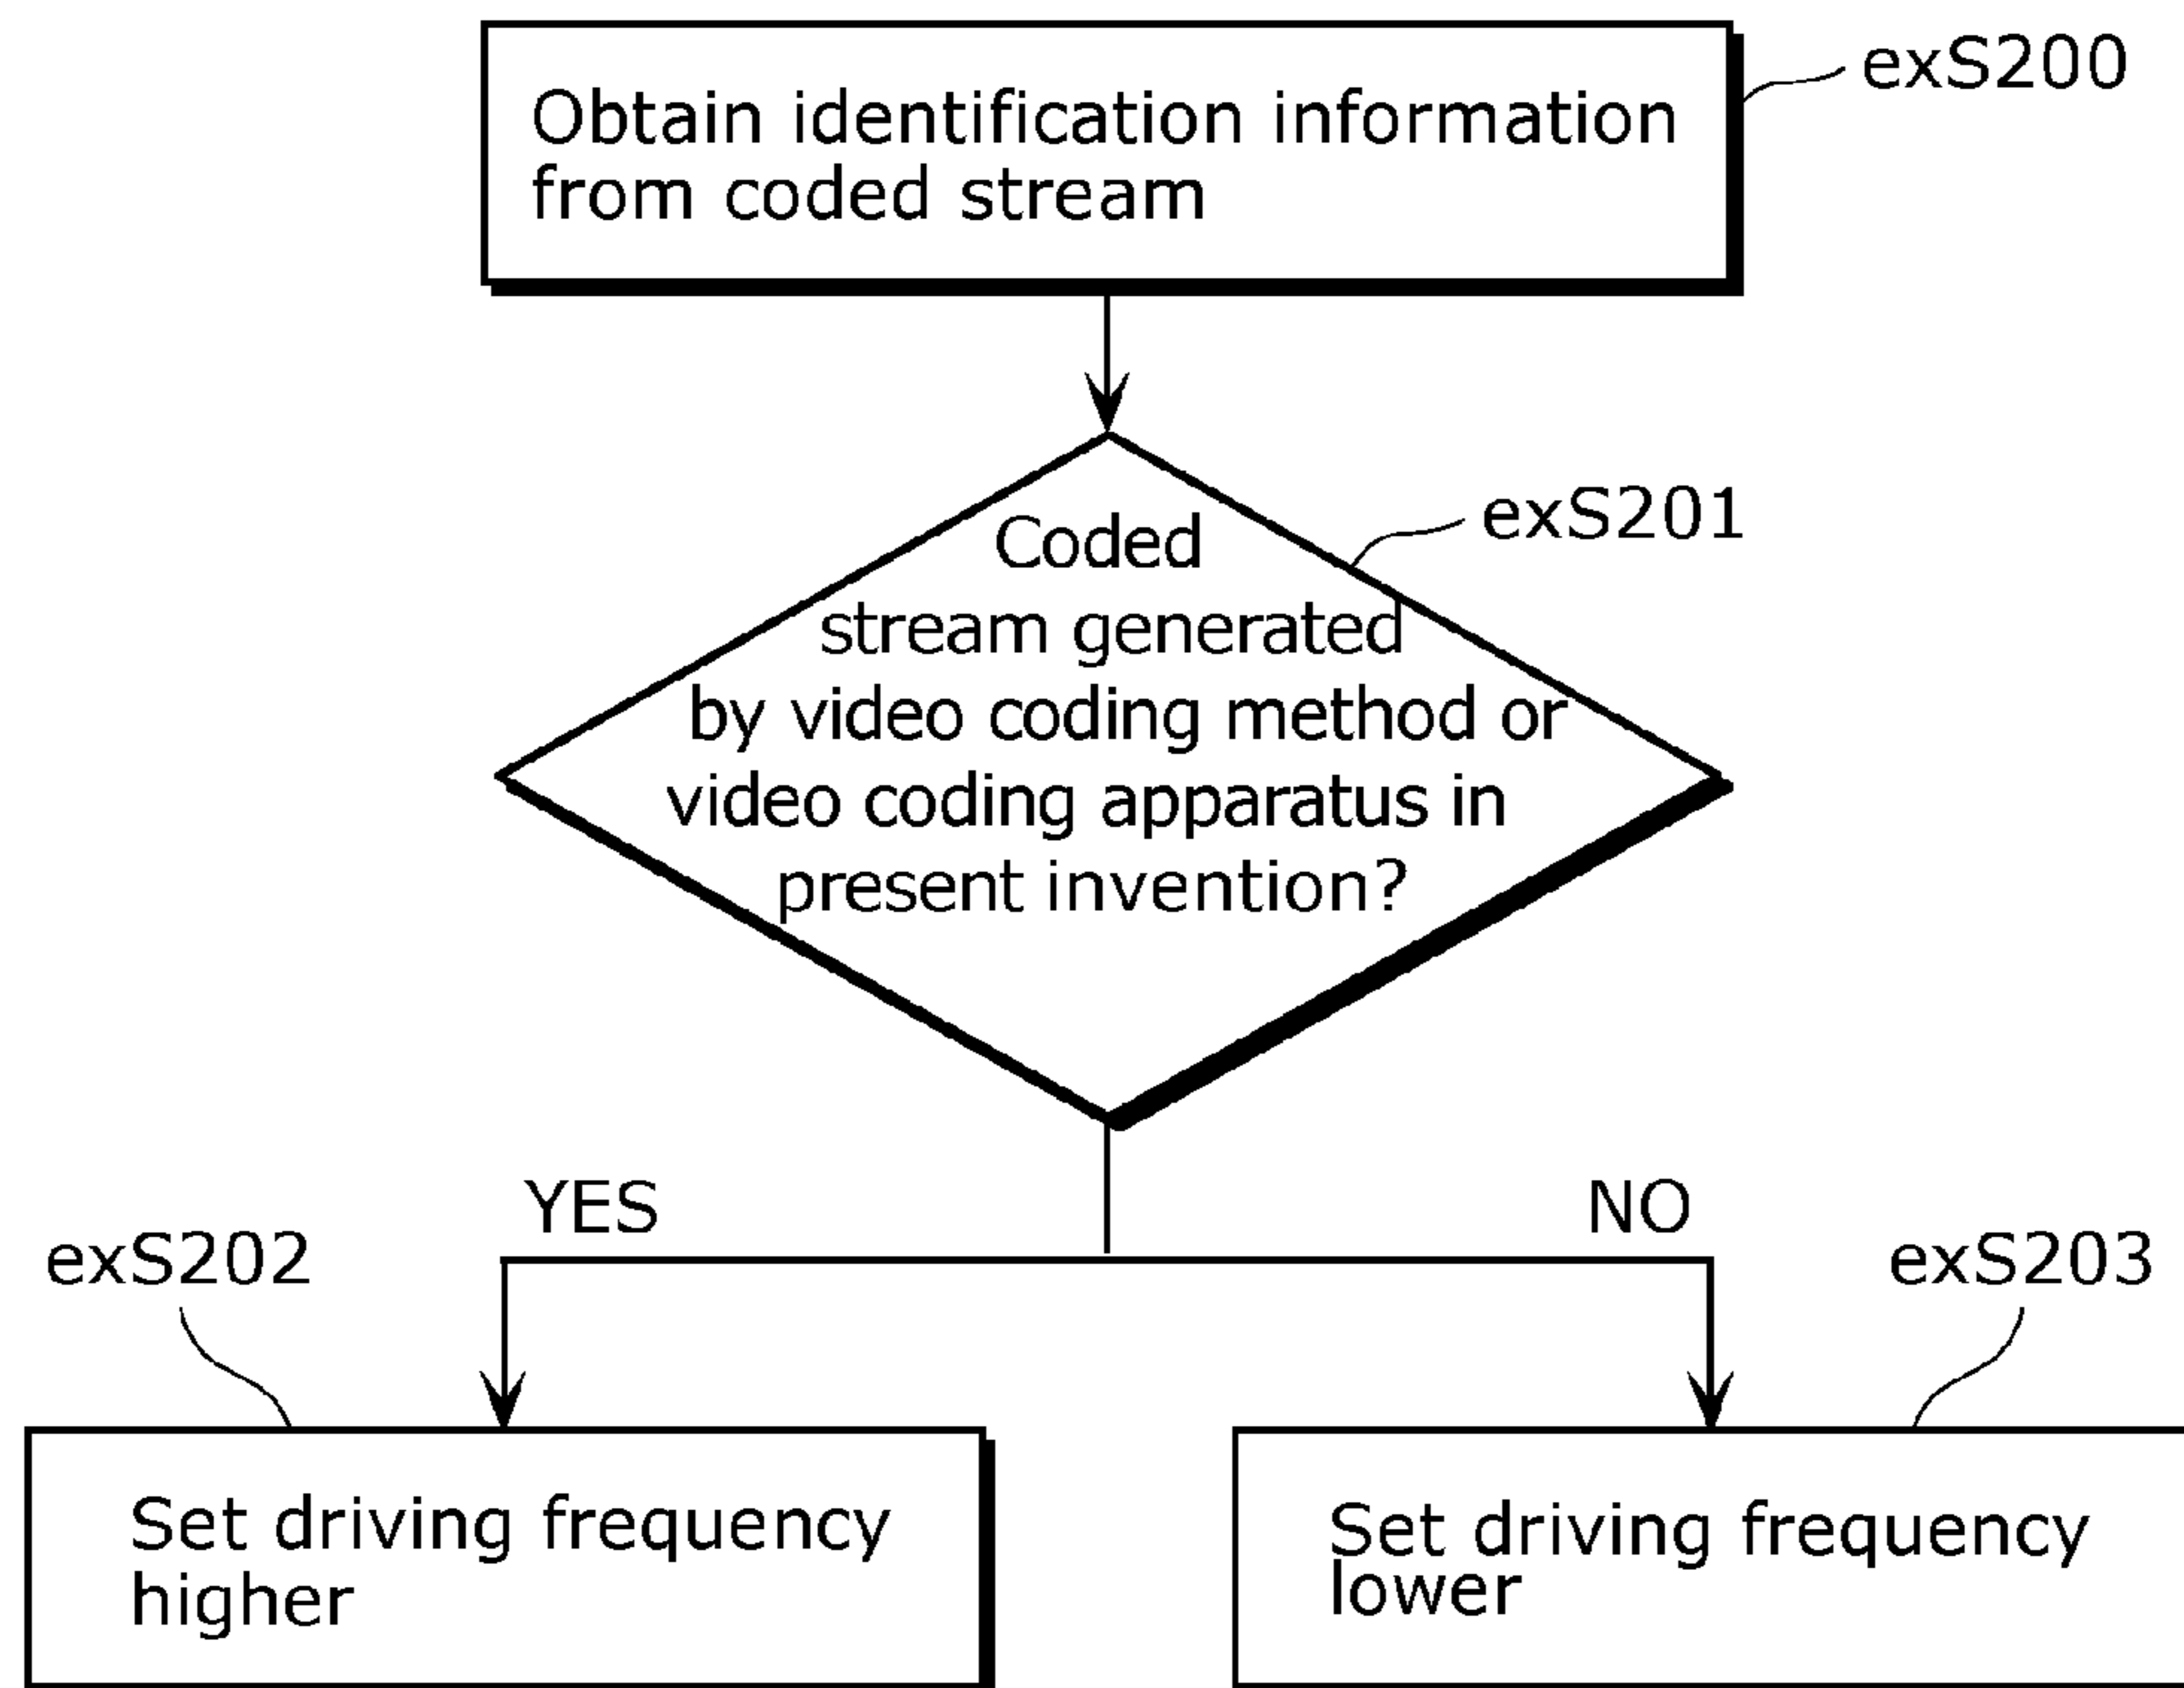 Obtain identification information
from coded stream
exS200
Coded
stream generated
by video coding method or
video coding apparatus in
present invention?
exS201
YES
NO
exS202
exS203
Set driving frequency
higher
Set driving frequency
lower